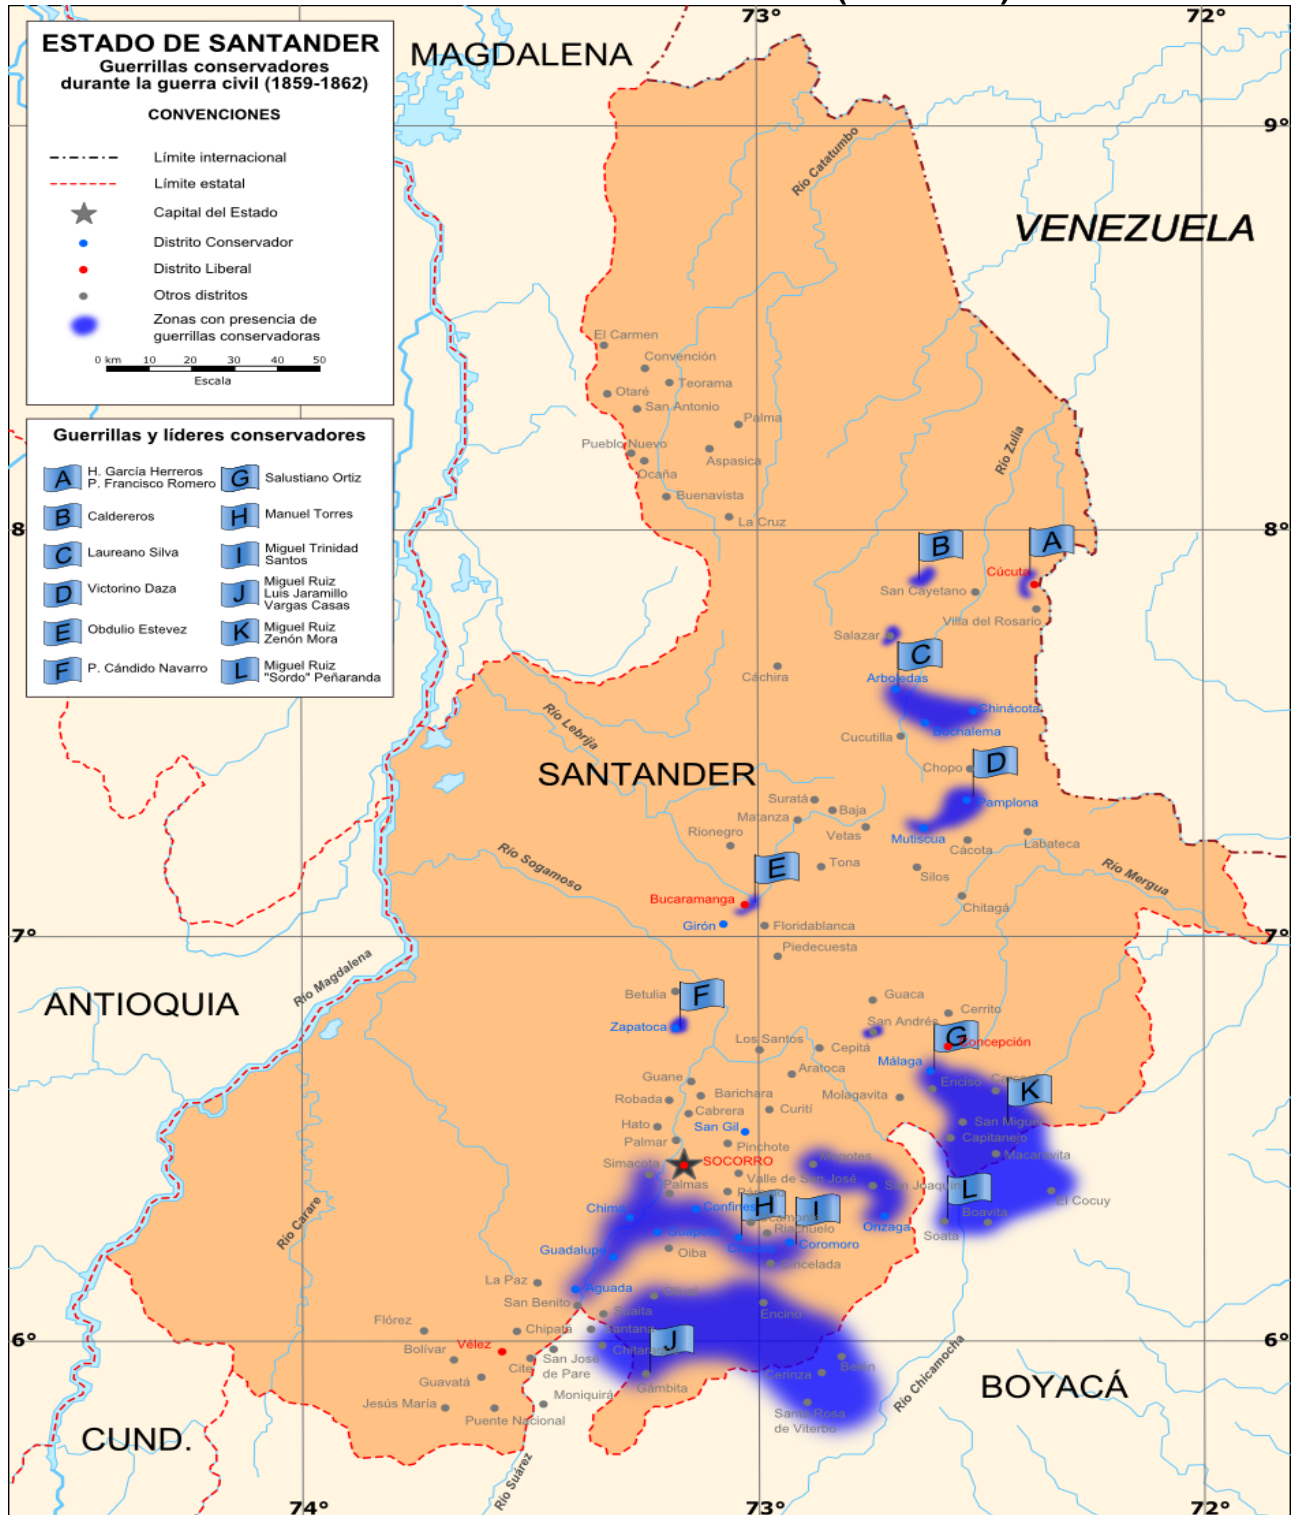 73°
72°
ESTADO DE SANTANDER
Guerrillas conservadores
durante la guerra civil (1859-1862)
CONVENCIONES
Límite internacional
Límite estatal
Capital del Estado
Distrito Conservador
Distrito Liberal
Otros distritos
Zonas con presencia de
guerrillas conservadoras
0 km 10 20 30 40 50
Escala
Guerrillas y líderes conservadores
A H. García Herreros
P. Francisco Romero
B Caldereros
C Laureano Silva
D Victorino Daza
E Obdulio Estevez
F P. Cándido Navarro
G Salustiano Ortiz
H Manuel Torres
I Miguel Trinidad
Santos
J Miguel Ruiz
Luis Jaramillo
Vargas Casas
K Miguel Ruiz
Zenón Mora
L Miguel Ruiz
"Sordo" Peñaranda
MAGDALENA
9°
Río Catatumbo
VENEZUELA
El Carmen
Convención
Teorama
Otaré
San Antonio
Palma
Pueblo Nuevo
Aspasica
Ocaña
Río Zulia
Buenavista
La Cruz
8
8°
B
A
Cúcuta
San Cayetano
Villa del Rosario
Salazar
C
Cáchira
Arboledas
Chinácota
Bochalema
Río Lebrija
Cucutilla
SANTANDER
Chopo
D
Suratá
Baja
Pamplona
Matanza
Vetas
Rionegro
Mutiscua
Cácota
Labateca
Río Sogamoso
E
Tona
Silos
Río Mergua
Bucaramanga
Chitagá
Girón
Floridablanca
7°
7°
Piedecuesta
Río Magdalena
ANTIOQUIA
Betulia
F
Guaca
Cerrito
Zapatoca
San Andrés
G
Los Santos
Cepitá
Concepción
Málaga
Aratoca
Guane
Enciso
K
Robada
Barichara
Molagavita
Cabrera
Curití
Hato
San Gil
San Miguel
Palmar
Pinchote
Capitanejo
Simacota
SOCORRO
Mogotes
Macaravita
Valle de San José
Palmas
San Joaquín
L
El Cocuy
Río Carare
Chima
Confines
H
I
Onzaga
Boavita
Soatá
Riachuelo
Coromoro
Guadalupe
Oiba
Cincelada
La Paz
Aguada
San Benito
Suaita
Encino
Flórez
Chipatá
Santana
6°
6°
Bolívar
Vélez
J
Cite
San José
de Pare
Belén
Cerinza
Guavatá
Gámbita
Río Chicamocha
BOYACÁ
Jesús María
Moniquirá
Puente Nacional
Santa Rosa
de Viterbo
CUND.
Río Suárez
74°
73°
72°